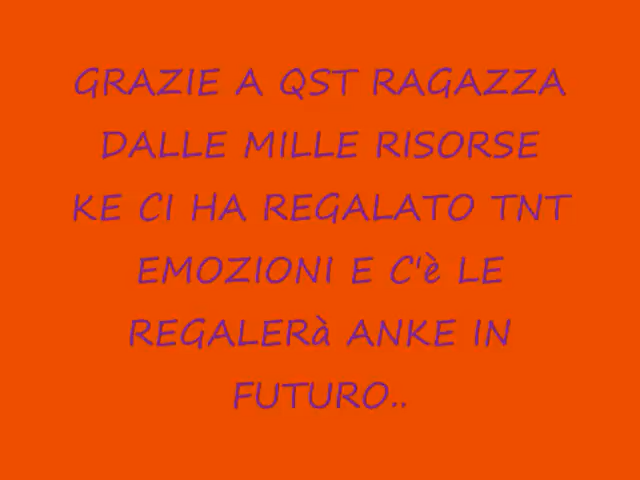 GRAZIE A QST RAGAZZA
DALLE MILLE RISORSE
KE CI HA REGALATO TNT
EMOZIONI E C'è LE
REGALERà ANKE IN
FUTURO..